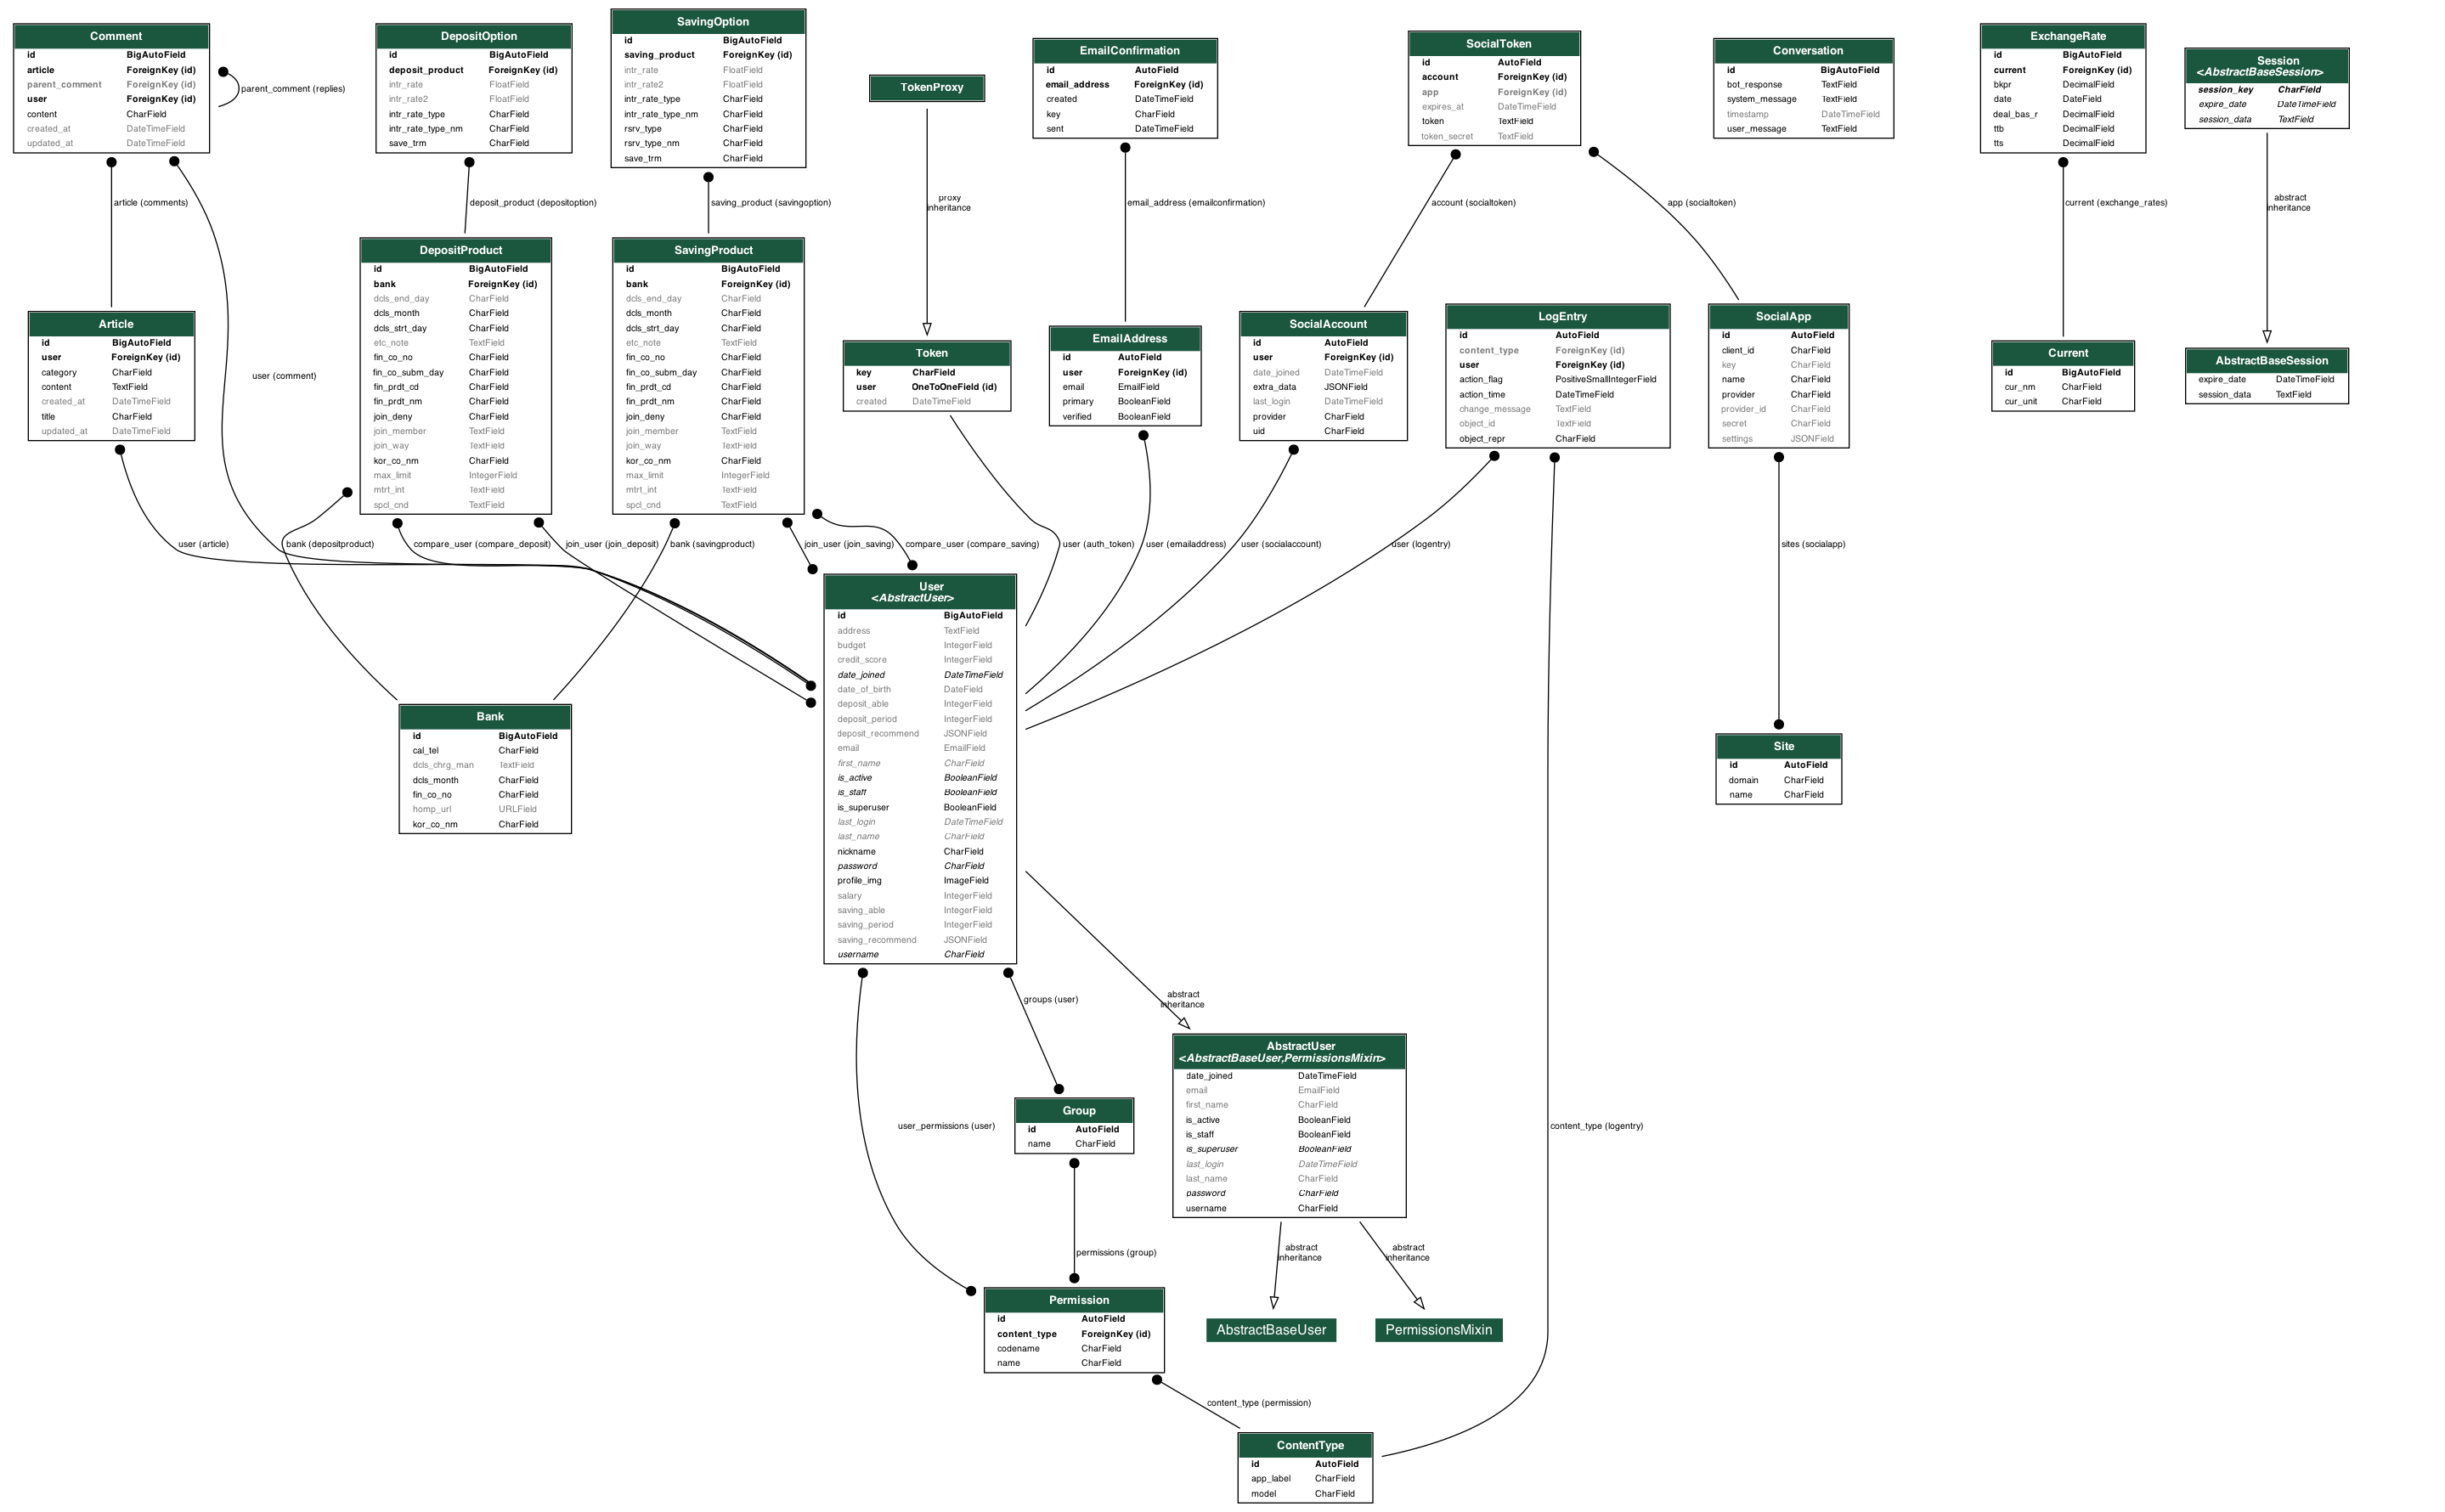 Comment
id BigAutoField
article ForeignKey (id)
parent_comment ForeignKey (id)
user ForeignKey (id)
content CharField
created_at DateTimeField
updated_at DateTimeField
parent_comment (replies)
DepositOption
id BigAutoField
deposit_product ForeignKey (id)
intr_rate FloatField
intr_rate2 FloatField
intr_rate_type CharField
intr_rate_type_nm CharField
save_trm CharField
SavingOption
id BigAutoField
saving_product ForeignKey (id)
intr_rate FloatField
intr_rate2 FloatField
intr_rate_type CharField
intr_rate_type_nm CharField
rsrv_type CharField
rsrv_type_nm CharField
save_trm CharField
TokenProxy
EmailConfirmation
id AutoField
email_address ForeignKey (id)
created DateTimeField
key CharField
sent DateTimeField
SocialToken
id AutoField
account ForeignKey (id)
app ForeignKey (id)
expires_at DateTimeField
token TextField
token_secret TextField
Conversation
id BigAutoField
bot_response TextField
system_message TextField
timestamp DateTimeField
user_message TextField
ExchangeRate
id BigAutoField
current ForeignKey (id)
bkpr DecimalField
date DateField
deal_bas_r DecimalField
ttb DecimalField
tts DecimalField
Session
<AbstractBaseSession>
session_key CharField
expire_date DateTimeField
session_data TextField
article (comments)
deposit_product (depositoption)
saving_product (savingoption)
proxy
inheritance
email_address (emailconfirmation)
account (socialtoken)
app (socialtoken)
current (exchange_rates)
abstract
inheritance
Article
id BigAutoField
user ForeignKey (id)
category CharField
content TextField
created_at DateTimeField
title CharField
updated_at DateTimeField
user (comment)
DepositProduct
id BigAutoField
bank ForeignKey (id)
dcls_end_day CharField
dcls_month CharField
dcls_strt_day CharField
etc_note TextField
fin_co_no CharField
fin_co_subm_day CharField
fin_prdt_cd CharField
fin_prdt_nm CharField
join_deny CharField
join_member TextField
join_way TextField
kor_co_nm CharField
max_limit IntegerField
mtrt_int TextField
spcl_cnd TextField
SavingProduct
id BigAutoField
bank ForeignKey (id)
dcls_end_day CharField
dcls_month CharField
dcls_strt_day CharField
etc_note TextField
fin_co_no CharField
fin_co_subm_day CharField
fin_prdt_cd CharField
fin_prdt_nm CharField
join_deny CharField
join_member TextField
join_way TextField
kor_co_nm CharField
max_limit IntegerField
mtrt_int TextField
spcl_cnd TextField
Token
key CharField
user OneToOneField (id)
created DateTimeField
EmailAddress
id AutoField
user ForeignKey (id)
email EmailField
primary BooleanField
verified BooleanField
SocialAccount
id AutoField
user ForeignKey (id)
date_joined DateTimeField
extra_data JSONField
last_login DateTimeField
provider CharField
uid CharField
LogEntry
id AutoField
content_type ForeignKey (id)
user ForeignKey (id)
action_flag PositiveSmallIntegerField
action_time DateTimeField
change_message TextField
object_id TextField
object_repr CharField
SocialApp
id AutoField
client_id CharField
key CharField
name CharField
provider CharField
provider_id CharField
secret CharField
settings JSONField
Current
id BigAutoField
cur_nm CharField
cur_unit CharField
AbstractBaseSession
expire_date DateTimeField
session_data TextField
user (article)
bank (depositproduct)
compare_user (compare_deposit)
join_user (join_deposit)
bank (savingproduct)
join_user (join_saving)
compare_user (compare_saving)
user (auth_token)
user (emailaddress)
user (socialaccount)
user (logentry)
sites (socialapp)
User
<AbstractUser>
id BigAutoField
address TextField
budget IntegerField
credit_score IntegerField
date_joined DateTimeField
date_of_birth DateField
deposit_able IntegerField
deposit_period IntegerField
deposit_recommend JSONField
email EmailField
first_name CharField
is_active BooleanField
is_staff BooleanField
is_superuser BooleanField
last_login DateTimeField
last_name CharField
nickname CharField
password CharField
profile_img ImageField
salary IntegerField
saving_able IntegerField
saving_period IntegerField
saving_recommend JSONField
username CharField
Bank
id BigAutoField
cal_tel CharField
dcls_chrg_man TextField
dcls_month CharField
fin_co_no CharField
homp_url URLField
kor_co_nm CharField
Site
id AutoField
domain CharField
name CharField
groups (user)
abstract
inheritance
AbstractUser
<AbstractBaseUser,PermissionsMixin>
date_joined DateTimeField
email EmailField
first_name CharField
is_active BooleanField
is_staff BooleanField
is_superuser BooleanField
last_login DateTimeField
last_name CharField
password CharField
username CharField
Group
id AutoField
name CharField
user_permissions (user)
content_type (logentry)
permissions (group)
abstract
inheritance
abstract
inheritance
Permission
id AutoField
content_type ForeignKey (id)
codename CharField
name CharField
AbstractBaseUser
PermissionsMixin
content_type (permission)
ContentType
id AutoField
app_label CharField
model CharField